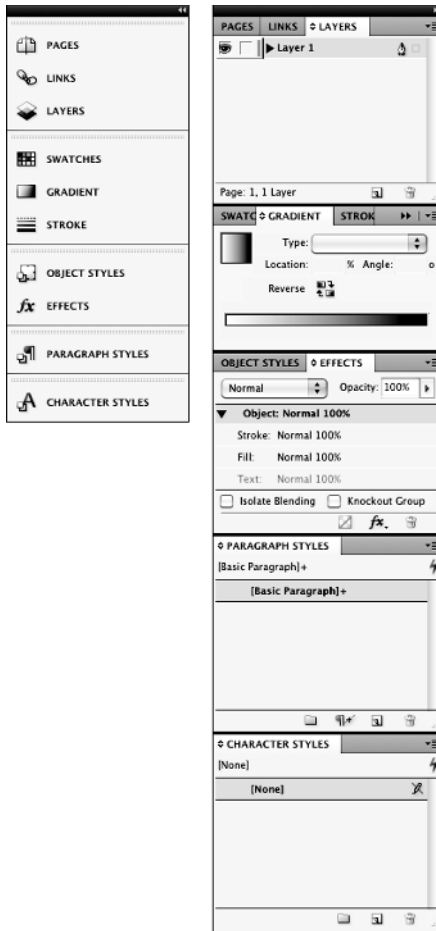 PAGES
LINKS
LAYERS
SWATCHES
GRADIENT
STROKE
OBJECT STYLES
fx EFFECTS
PARAGRAPH STYLES
A CHARACTER STYLES
PAGES LINKS LAYERS
Layer 1
Page: 1, 1 Layer
SWATC GRADIENT STROK
Type:
Location: % Angle: o
Reverse
OBJECT STYLES EFFECTS
Normal Opacity: 100%
Object: Normal 100%
Stroke: Normal 100%
Fill: Normal 100%
Text: Normal 100%
Isolate Blending Knockout Group
fx.
PARAGRAPH STYLES
[Basic Paragraph]+
[Basic Paragraph]+
CHARACTER STYLES
[None]
[None]